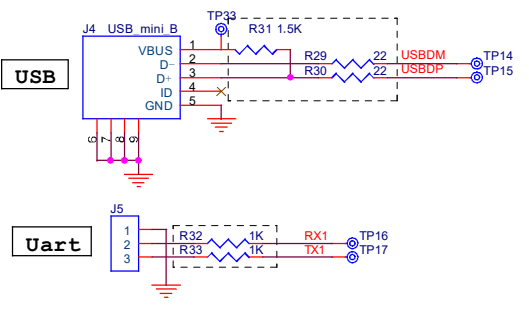 TP33
J4 USB_mini_B
R31 1.5K
VBUS 1
D- 2 R29 22 USBDM TP14
USB
D+ 3 R30 22 USBDP TP15
ID 4
GND 5
6 7 8 9
J5
1
Uart
2 R32 1K RX1 TP16
3 R33 1K TX1 TP17